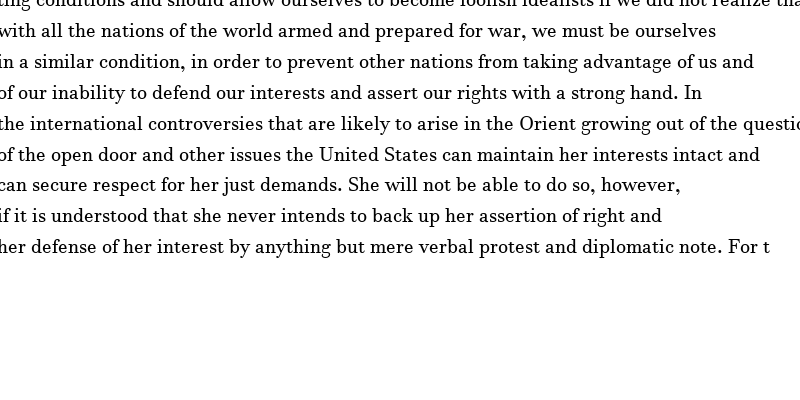 conditions and should allow ourselves to become foolish idealists if we did not realize
with all the nations of the world armed and prepared for war, we must be ourselves
in a similar condition, in order to prevent other nations from taking advantage of us and
of our inability to defend our interests and assert our rights with a strong hand. In
the international controversies that are likely to arise in the Orient growing out of the
of the open door and other issues the United States can maintain her interests intact and
can secure respect for her just demands. She will not be able to do so, however,
if it is understood that she never intends to back up her assertion of right and
her defense of her interest by anything but mere verbal protest and diplomatic note. For t